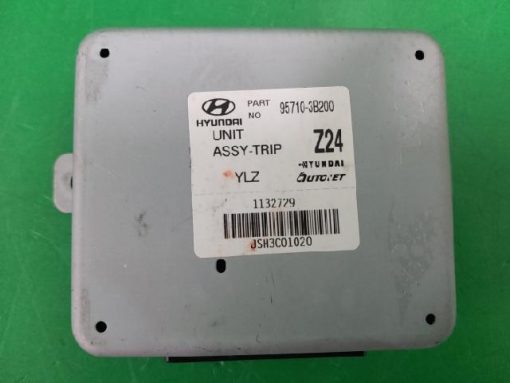 HYUNDAI
PART NO
95710-3B200
UNIT
ASSY-TRIP
Z24
HYUNDAI
AUTONET
YLZ
1132729
JSH3C01020